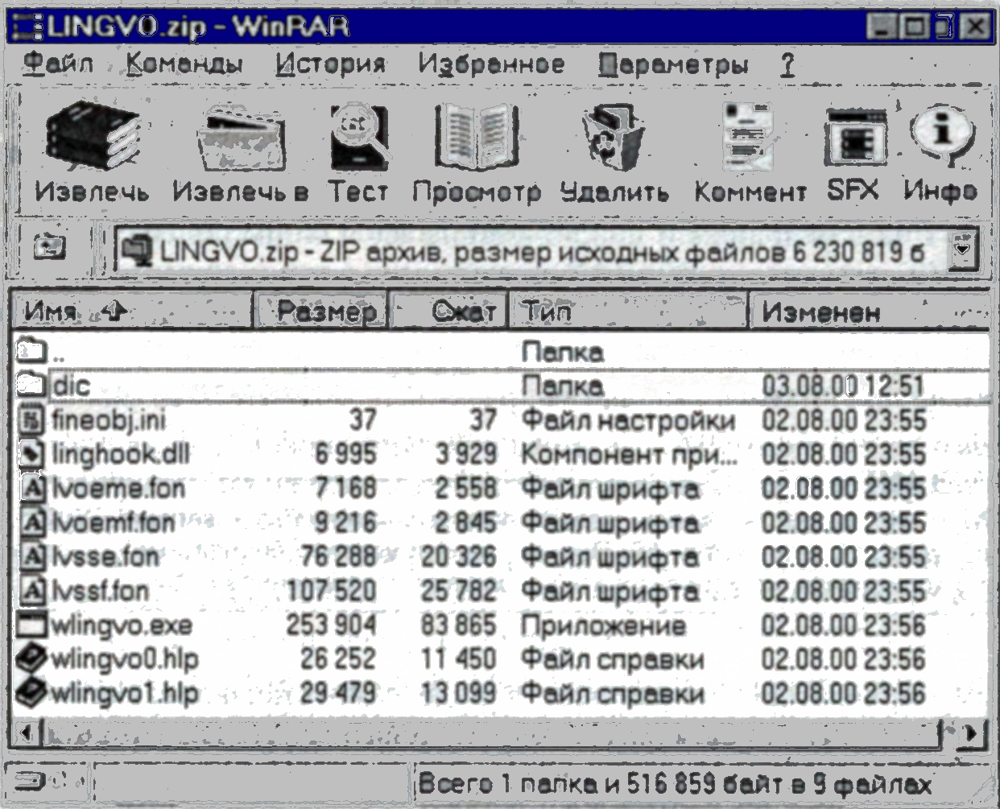 LINGVO.zip - WinRAR
Файл Команды История Избранное Параметры ?
Извлечь Извлечь в Тест Просмотр Удалить Коммент SFX Инфо
LINGVO.zip - ZIP архив, размер исходных файлов 6 230 819 б
Имя Размер Сжат Тип Изменен
.. Папка
dic Папка 03.08.00 12:51
fineobj.ini 37 37 Файл настройки 02.08.00 23:55
linghook.dll 6 995 3 929 Компонент при... 02.08.00 23:55
lvoeme.fon 7 168 2 558 Файл шрифта 02.08.00 23:55
lvoemf.fon 9 216 2 845 Файл шрифта 02.08.00 23:55
lvsse.fon 76 288 20 326 Файл шрифта 02.08.00 23:55
lvssf.fon 107 520 25 782 Файл шрифта 02.08.00 23:55
wlingvo.exe 253 904 83 865 Приложение 02.08.00 23:56
wlingvo0.hlp 26 252 11 450 Файл справки 02.08.00 23:56
wlingvo1.hlp 29 479 13 099 Файл справки 02.08.00 23:56
Всего 1 папка и 516 859 байт в 9 файлах